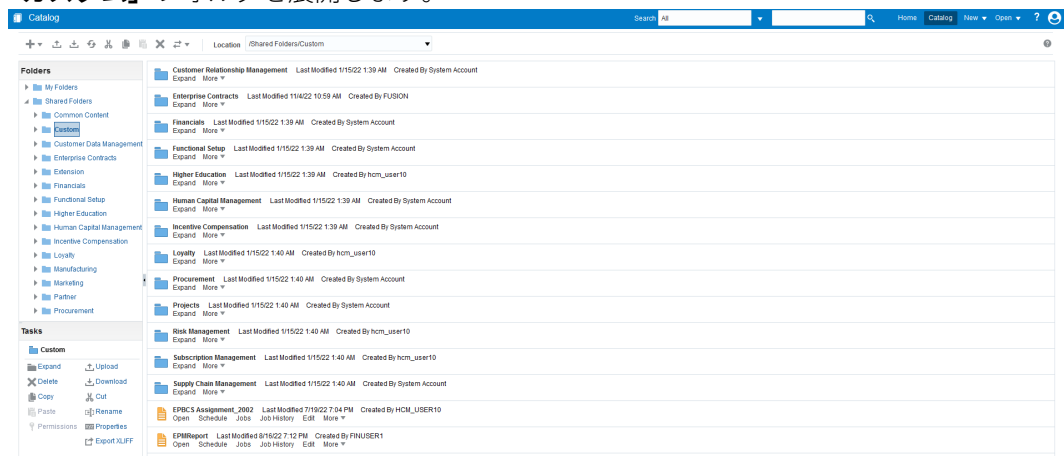 フォルダを展開します。
Catalog Search All Home Catalog New Open ?
Location /Shared Folders/Custom
Folders
My Folders
Shared Folders
Common Content
Custom
Customer Data Management
Enterprise Contracts
Extension
Financials
Functional Setup
Higher Education
Human Capital Management
Incentive Compensation
Loyalty
Manufacturing
Marketing
Partner
Procurement
Tasks
Custom
Expand Upload
Delete Download
Copy Cut
Paste Rename
Permissions Properties
Export XLIFF
Customer Relationship Management Last Modified 1/15/22 1:39 AM Created By System Account
Expand More
Enterprise Contracts Last Modified 11/4/22 10:59 AM Created By FUSION
Expand More
Financials Last Modified 1/15/22 1:39 AM Created By System Account
Expand More
Functional Setup Last Modified 1/15/22 1:39 AM Created By System Account
Expand More
Higher Education Last Modified 1/15/22 1:39 AM Created By hcm_user10
Expand More
Human Capital Management Last Modified 1/15/22 1:39 AM Created By System Account
Expand More
Incentive Compensation Last Modified 1/15/22 1:39 AM Created By System Account
Expand More
Loyalty Last Modified 1/15/22 1:40 AM Created By hcm_user10
Expand More
Procurement Last Modified 1/15/22 1:40 AM Created By System Account
Expand More
Projects Last Modified 1/15/22 1:40 AM Created By System Account
Expand More
Risk Management Last Modified 1/15/22 1:40 AM Created By hcm_user10
Expand More
Subscription Management Last Modified 1/15/22 1:40 AM Created By hcm_user10
Expand More
Supply Chain Management Last Modified 1/15/22 1:40 AM Created By System Account
Expand More
EPBCS Assignment_2002 Last Modified 7/19/22 7:04 PM Created By HCM_USER10
Open Schedule Jobs Job History Edit More
EPMReport Last Modified 8/16/22 7:12 PM Created By FINUSER1
Open Schedule Jobs Job History Edit More